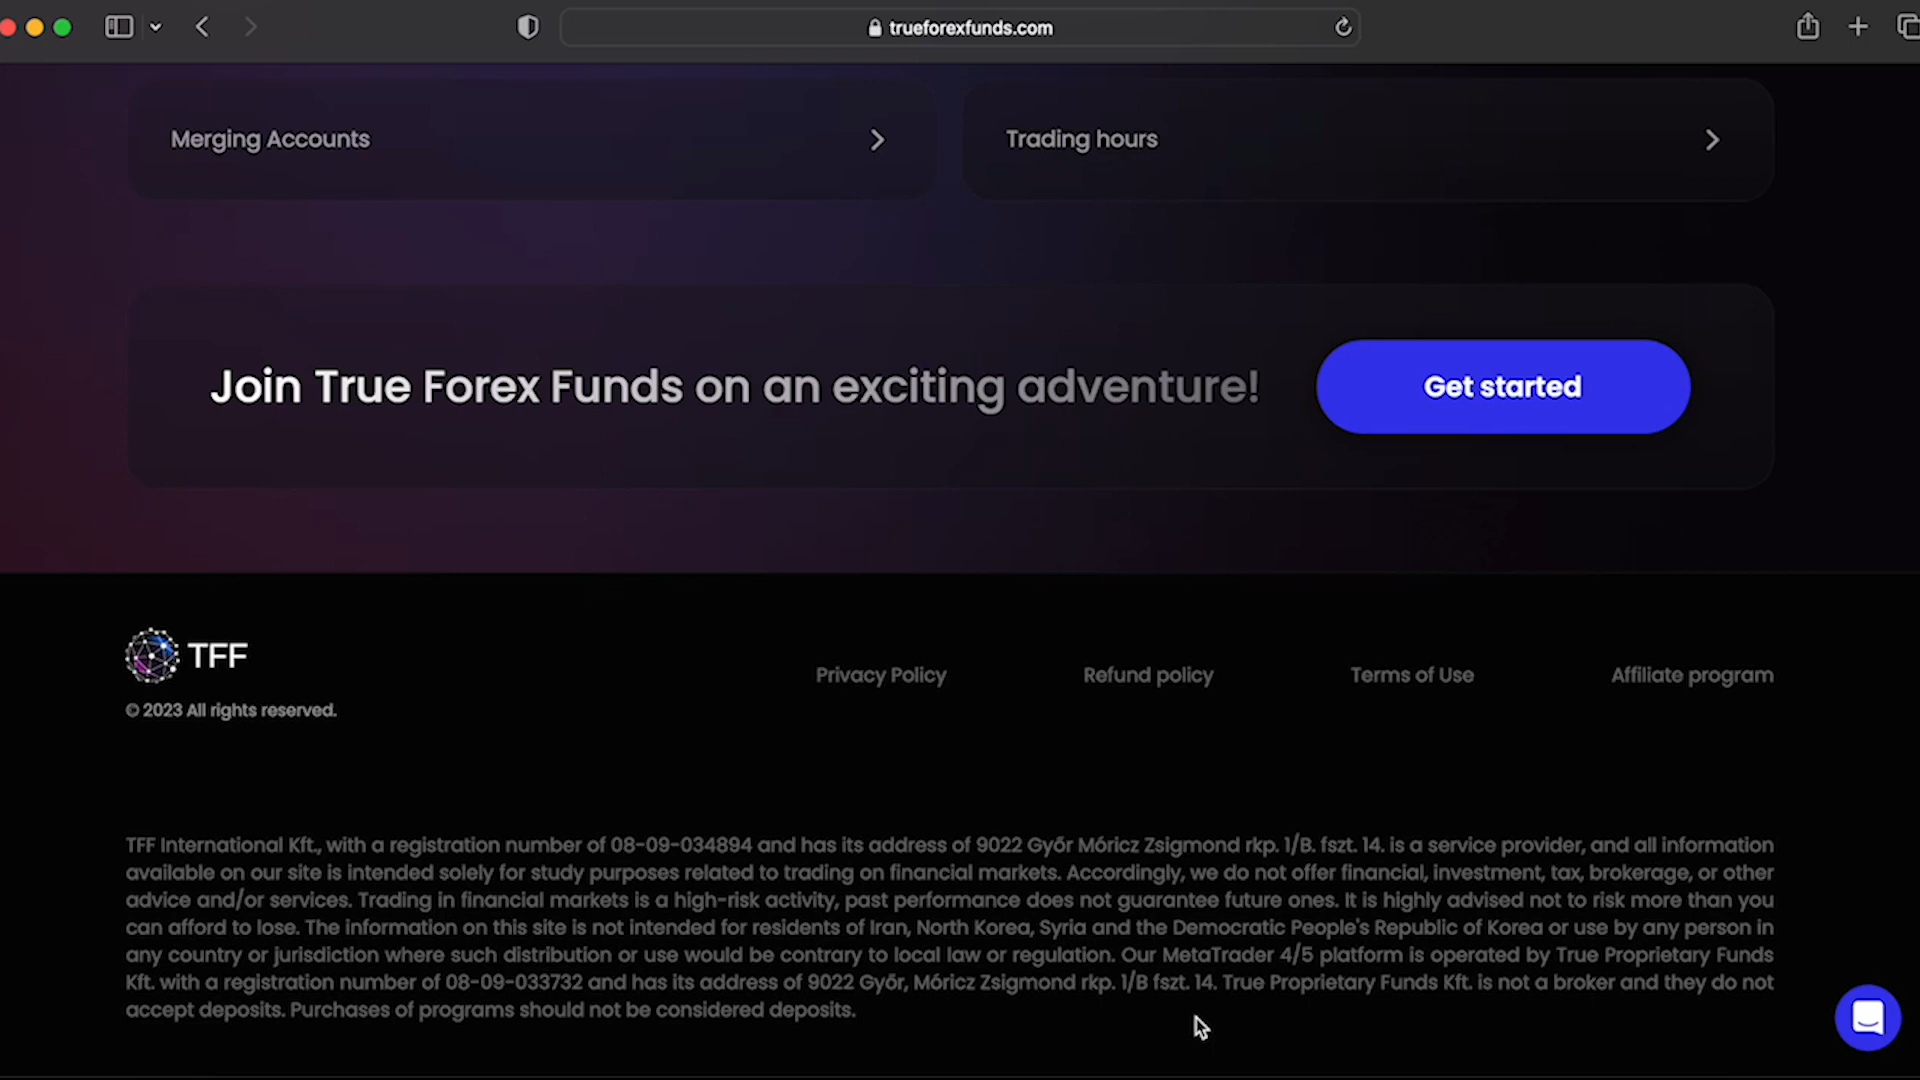 trueforexfunds.com
Merging Accounts
Trading hours
Join True Forex Funds on an exciting adventure!
Get started
TFF
© 2023 All rights reserved.
Privacy Policy
Refund policy
Terms of Use
Affiliate program
TFF International Kft., with a registration number of 08-09-034894 and has its address of 9022 Győr Móricz Zsigmond rkp. 1/B. fszt. 14. is a service provider, and all information
available on our site is intended solely for study purposes related to trading on financial markets. Accordingly, we do not offer financial, investment, tax, brokerage, or other
advice and/or services. Trading in financial markets is a high-risk activity, past performance does not guarantee future ones. It is highly advised not to risk more than you
can afford to lose. The information on this site is not intended for residents of Iran, North Korea, Syria and the Democratic People's Republic of Korea or use by any person in
any country or jurisdiction where such distribution or use would be contrary to local law or regulation. Our MetaTrader 4/5 platform is operated by True Proprietary Funds
Kft. with a registration number of 08-09-033732 and has its address of 9022 Győr, Móricz Zsigmond rkp. 1/B fszt. 14. True Proprietary Funds Kft. is not a broker and they do not
accept deposits. Purchases of programs should not be considered deposits.